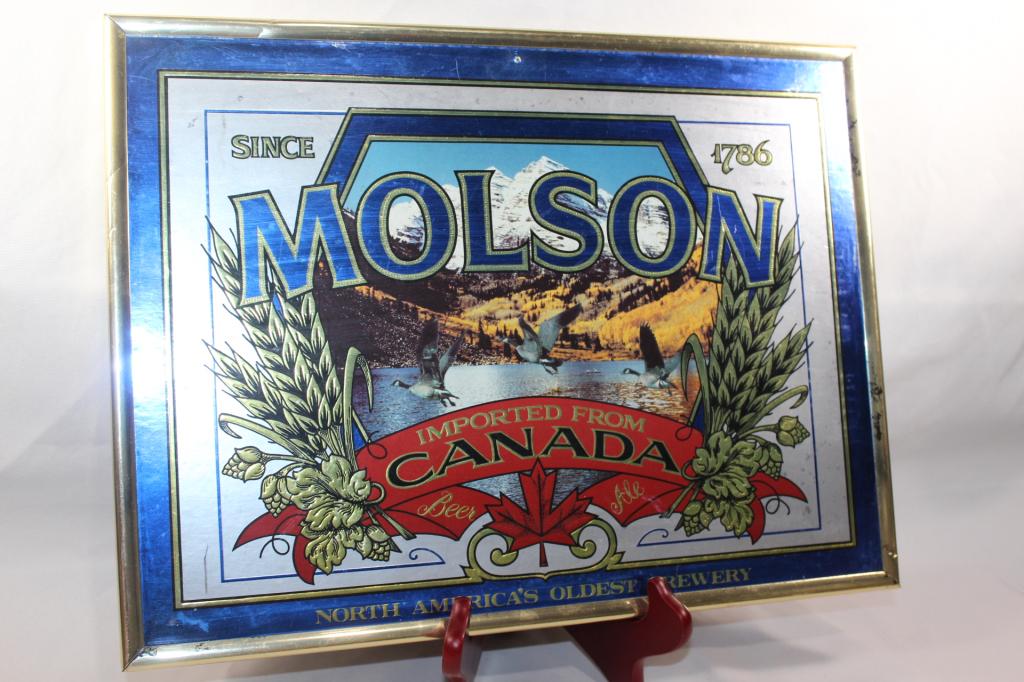 SINCE 1786
MOLSON
IMPORTED FROM
CANADA
Beer Ale
NORTH AMERICA'S OLDEST BREWERY